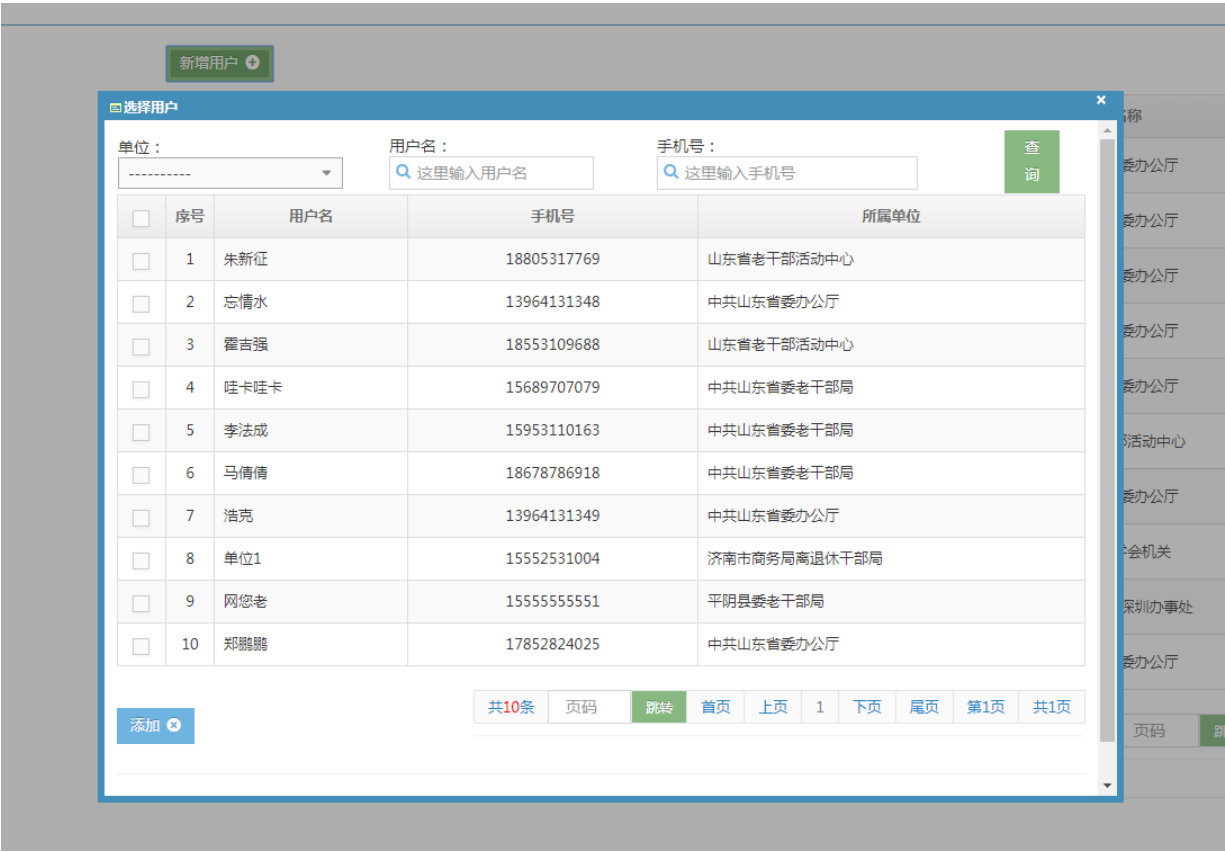 新增用户
选择用户
名称
单位：
用户名：
手机号：
----------
这里输入用户名
这里输入手机号
查
询
序号 用户名 手机号 所属单位
1 朱新征 18805317769 山东省老干部活动中心
2 忘情水 13964131348 中共山东省委办公厅
3 霍吉强 18553109688 山东省老干部活动中心
4 哇卡哇卡 15689707079 中共山东省委老干部局
5 李法成 15953110163 中共山东省委老干部局
6 马倩倩 18678786918 中共山东省委老干部局
7 浩克 13964131349 中共山东省委办公厅
8 单位1 15552531004 济南市商务局离退休干部局
9 网您老 15555555551 平阴县委老干部局
10 郑鹏鹏 17852824025 中共山东省委办公厅
委办公厅
委办公厅
委办公厅
委办公厅
委办公厅
部活动中心
委办公厅
会机关
深圳办事处
委办公厅
共10条 页码 跳转 首页 上页 1 下页 尾页 第1页 共1页
添加
页码